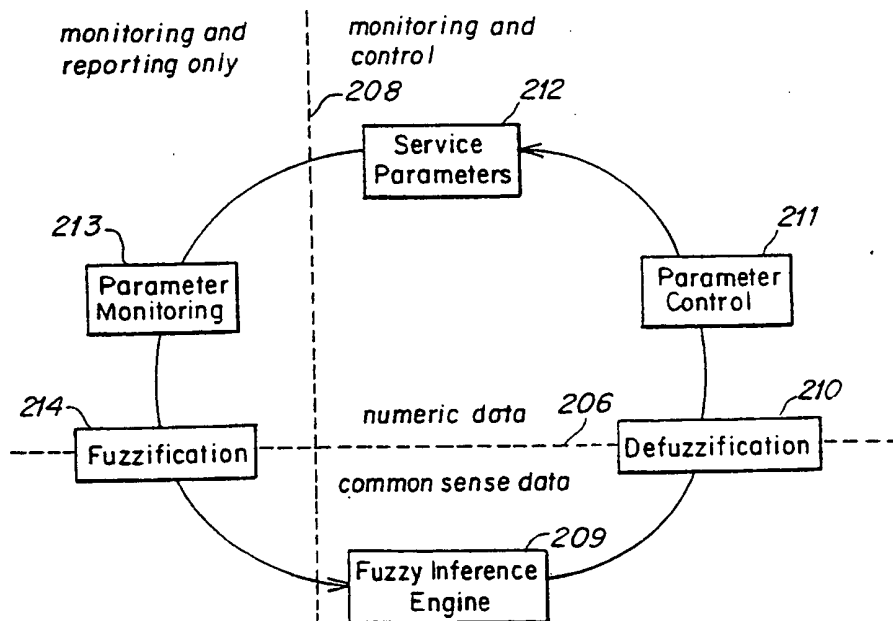 monitoring and
reporting only
monitoring and
control
208
212
Service
Parameters
213
211
Parameter
Monitoring
Parameter
Control
214
numeric data
206
210
Fuzzification
Defuzzification
common sense data
209
Fuzzy Inference
Engine